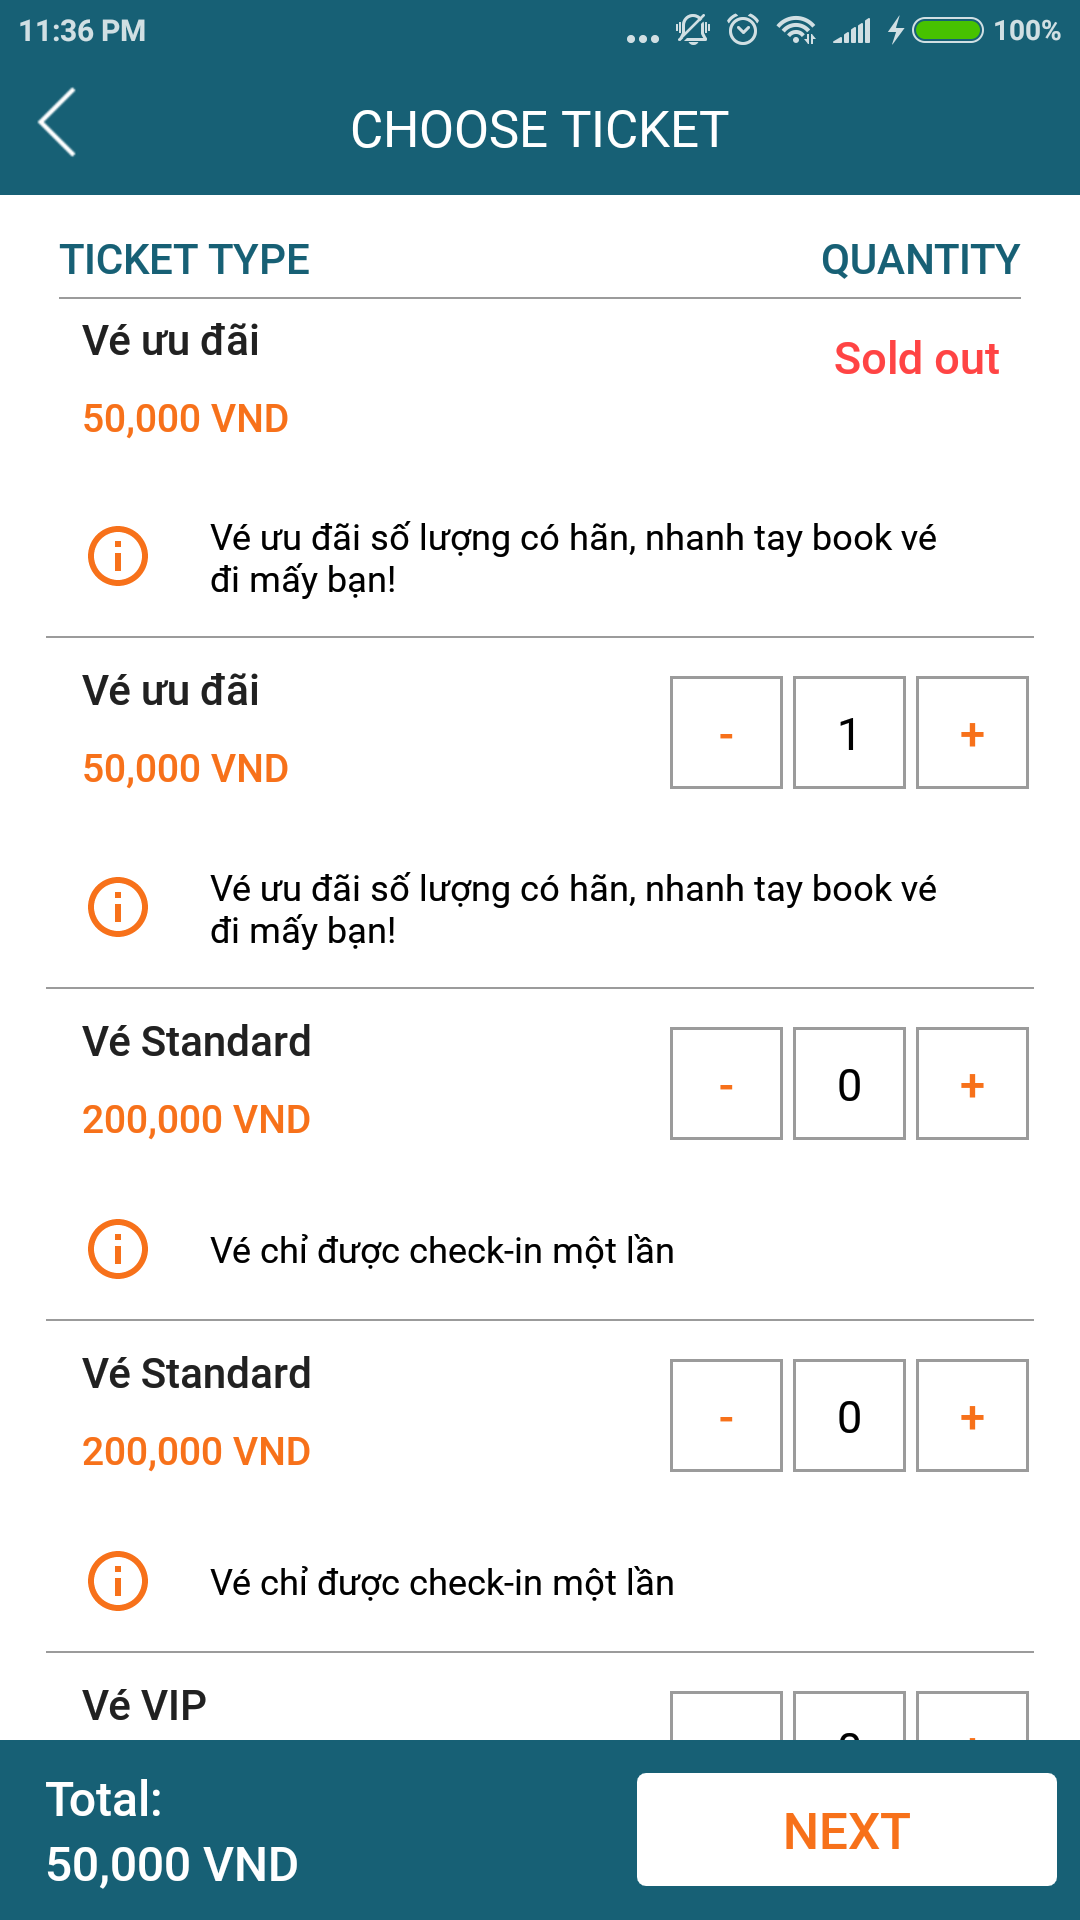 11:36 PM
100%
CHOOSE TICKET
TICKET TYPE QUANTITY
Vé ưu đãi
Sold out
50,000 VND
Vé ưu đãi số lượng có hãn, nhanh tay book vé
đi mấy bạn!
Vé ưu đãi
- 1 +
50,000 VND
Vé ưu đãi số lượng có hãn, nhanh tay book vé
đi mấy bạn!
Vé Standard
- 0 +
200,000 VND
Vé chỉ được check-in một lần
Vé Standard
- 0 +
200,000 VND
Vé chỉ được check-in một lần
Vé VIP
Total:
50,000 VND
NEXT